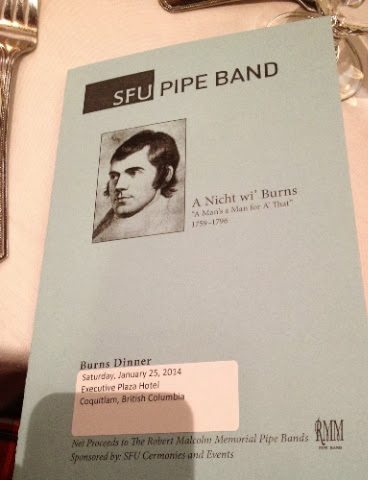 SFU PIPE BAND
A Nicht wi' Burns
"A Man's a Man for A' That"
1759–1796
Burns Dinner
Saturday, January 25, 2014
Executive Plaza Hotel
Coquitlam, British Columbia
Net Proceeds to The Robert Malcolm Memorial Pipe Bands
Sponsored by: SFU Cermonies and Events
RMM
PIPE BAND